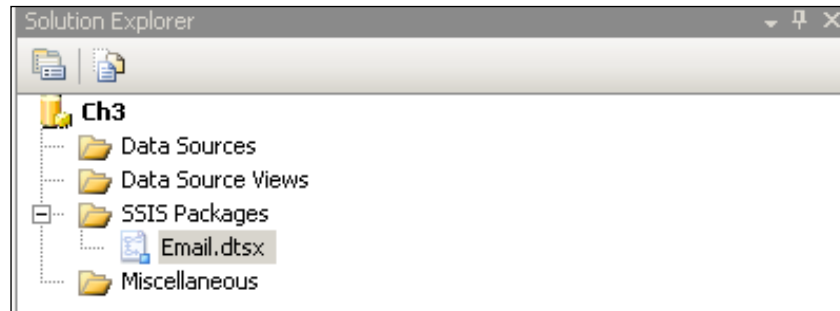 Solution Explorer
Ch3
Data Sources
Data Source Views
SSIS Packages
Email.dtsx
Miscellaneous